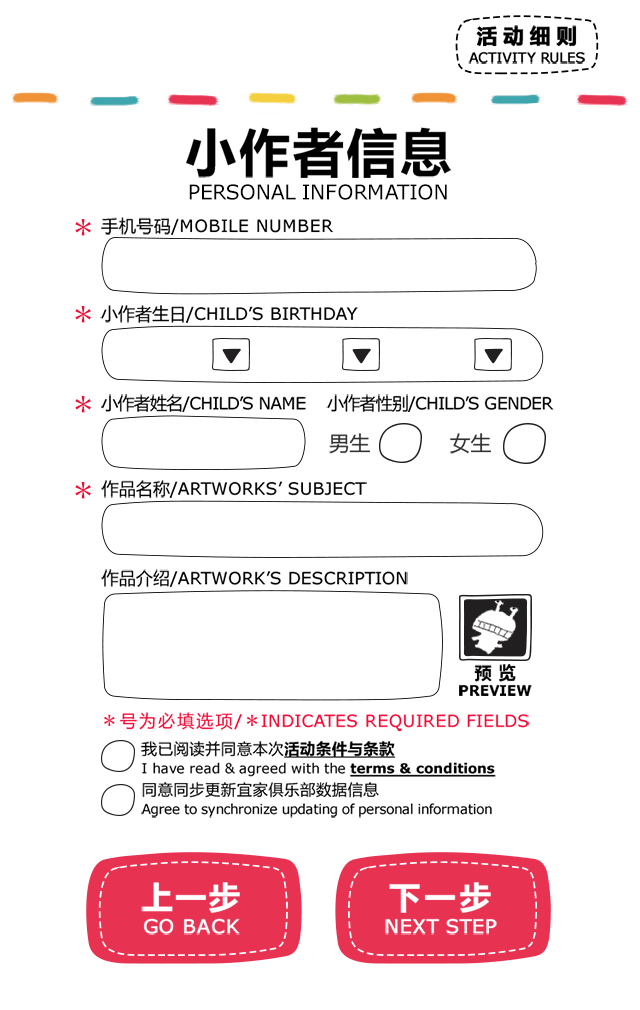 活动细则
ACTIVITY RULES
小作者信息
PERSONAL INFORMATION
＊ 手机号码/MOBILE NUMBER
＊ 小作者生日/CHILD’S BIRTHDAY
＊ 小作者姓名/CHILD’S NAME 小作者性别/CHILD’S GENDER
男生 女生
＊ 作品名称/ARTWORKS’ SUBJECT
作品介绍/ARTWORK’S DESCRIPTION
预览
PREVIEW
＊号为必填选项/＊INDICATES REQUIRED FIELDS
我已阅读并同意本次活动条件与条款
I have read & agreed with the terms & conditions
同意同步更新宜家俱乐部数据信息
Agree to synchronize updating of personal information
上一步 下一步
GO BACK NEXT STEP